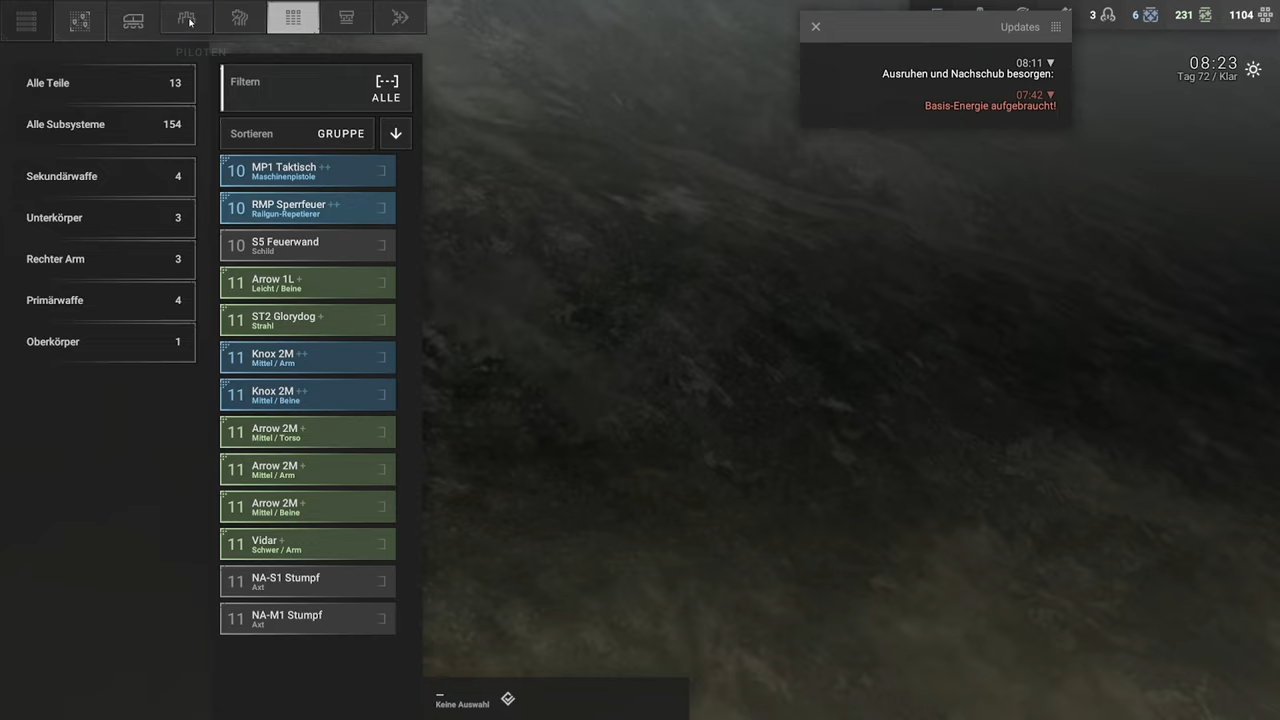 3
6
231
1104
Updates
PILOTEN
08:11 ▼
Ausruhen und Nachschub besorgen:
07:42 ▼
Basis-Energie aufgebraucht!
08:23
Tag 72 / Klar
Alle Teile 13
Alle Subsysteme 154
Sekundärwaffe 4
Unterkörper 3
Rechter Arm 3
Primärwaffe 4
Oberkörper 1
Filtern [---]
ALLE
Sortieren GRUPPE
10 MP1 Taktisch ++
Maschinenpistole
10 RMP Sperrfeuer ++
Railgun-Repetierer
10 S5 Feuerwand
Schild
11 Arrow 1L +
Leicht / Beine
11 ST2 Glorydog +
Strahl
11 Knox 2M ++
Mittel / Arm
11 Knox 2M ++
Mittel / Beine
11 Arrow 2M +
Mittel / Torso
11 Arrow 2M +
Mittel / Arm
11 Arrow 2M +
Mittel / Beine
11 Vidar +
Schwer / Arm
11 NA-S1 Stumpf
Axt
11 NA-M1 Stumpf
Axt
–
Keine Auswahl